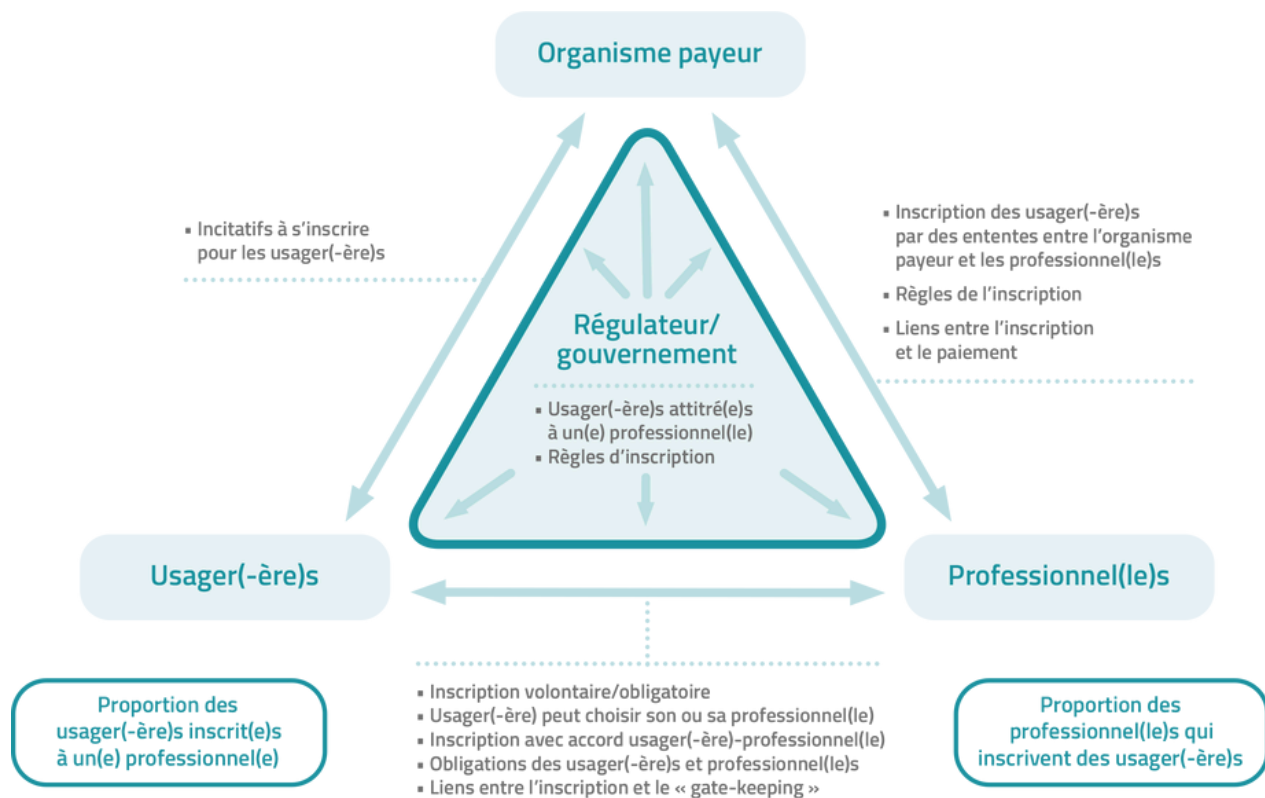 Organisme payeur
▪ Incitatifs à s’inscrire
pour les usager(-ère)s
▪ Inscription des usager(-ère)s
par des ententes entre l’organisme
payeur et les professionnel(le)s
▪ Règles de l’inscription
▪ Liens entre l’inscription
et le paiement
Régulateur/
gouvernement
▪ Usager(-ère)s attitré(e)s
à un(e) professionnel(le)
▪ Règles d’inscription
Usager(-ère)s
Professionnel(le)s
Proportion des
usager(-ère)s inscrit(e)s
à un(e) professionnel(e)
▪ Inscription volontaire/obligatoire
▪ Usager(-ère) peut choisir son ou sa professionnel(le)
▪ Inscription avec accord usager(-ère)-professionnel(le)
▪ Obligations des usager(-ère)s et professionnel(le)s
▪ Liens entre l’inscription et le « gate-keeping »
Proportion des
professionnel(le)s qui
inscrivent des usager(-ère)s